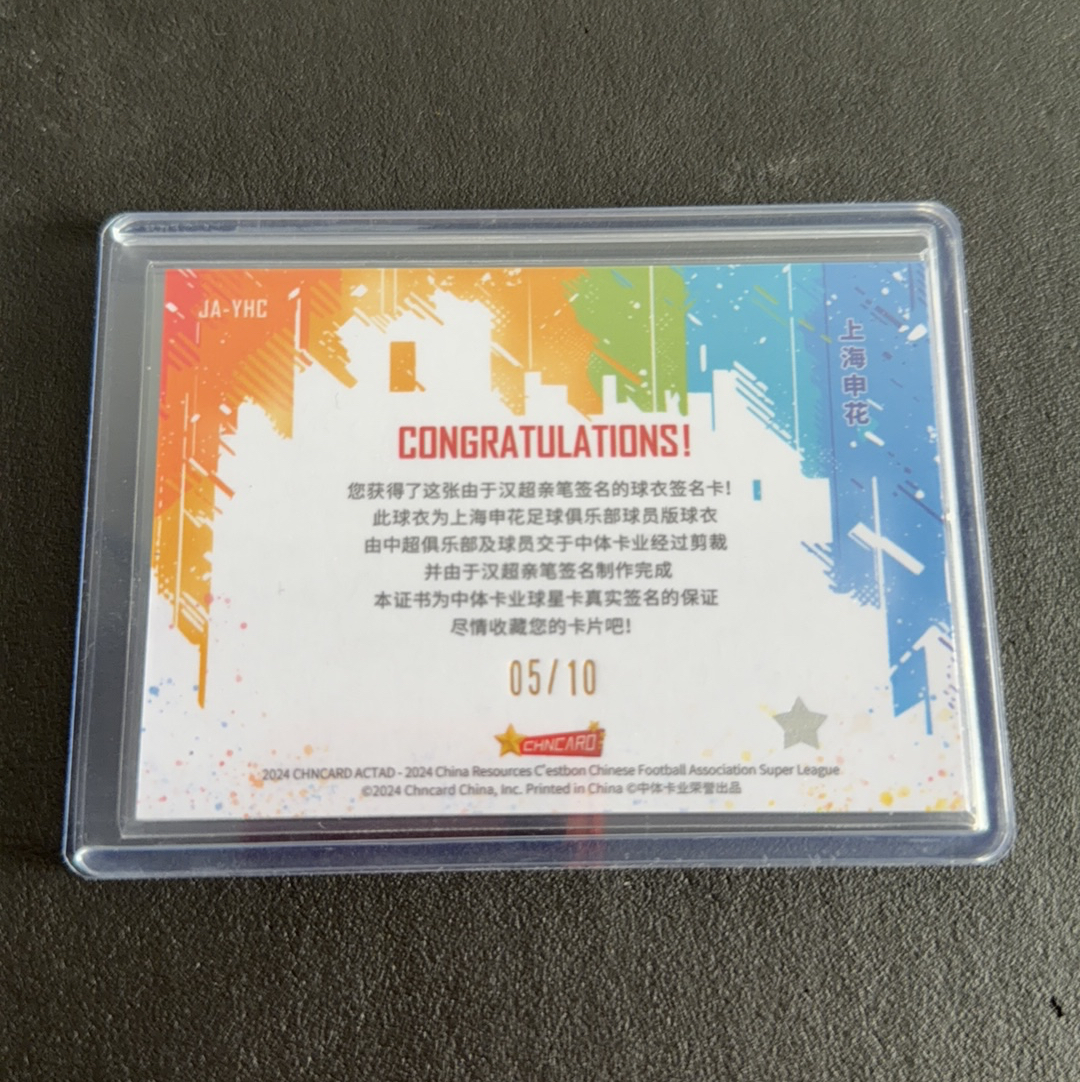 JA-YHC
上海申花
CONGRATULATIONS!
您获得了这张由于汉超亲笔签名的球衣签名卡!
此球衣为上海申花足球俱乐部球员版球衣
由中超俱乐部及球员交于中体卡业经过剪裁
并由于汉超亲笔签名制作完成
本证书为中体卡业球星卡真实签名的保证
尽情收藏您的卡片吧!
05/10
CHNCARD
2024 CHNCARD ACTAD - 2024 China Resources C'estbon Chinese Football Association Super League
©2024 Chncard China, Inc. Printed in China ©中体卡业荣誉出品